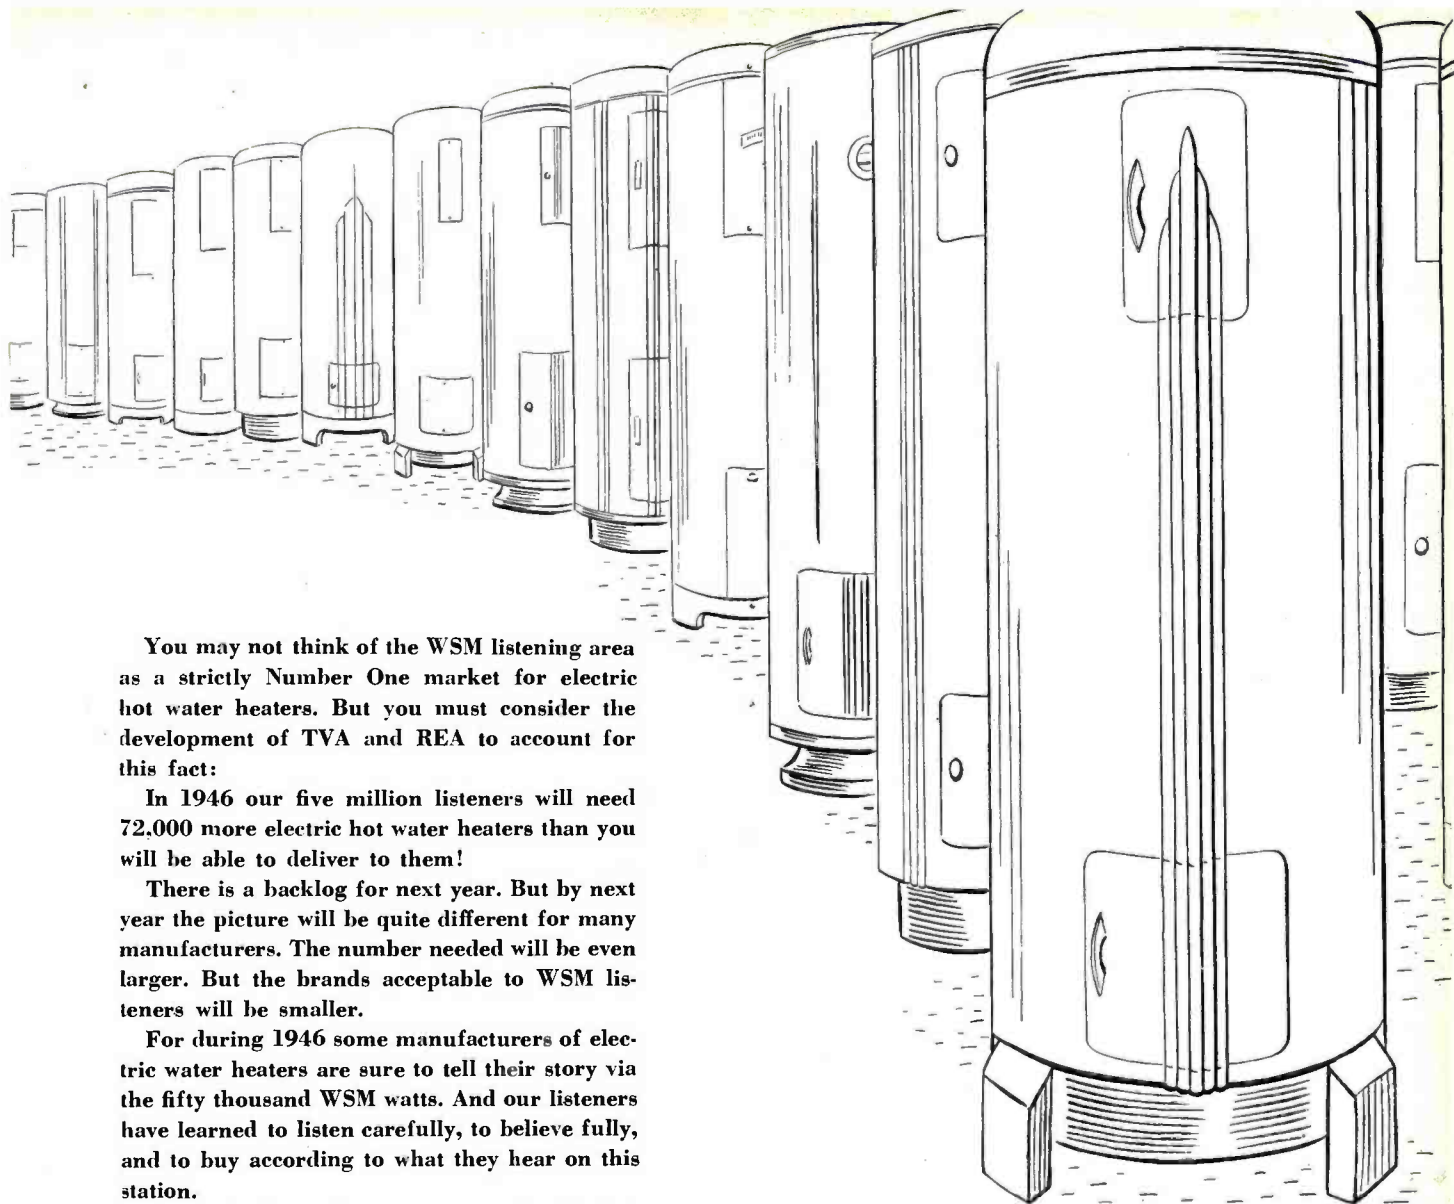 You may not think of the WSM listening area
as a strictly Number One market for electric
hot water heaters. But you must consider the
development of TVA and REA to account for
this fact:
In 1946 our five million listeners will need
72,000 more electric hot water heaters than you
will be able to deliver to them!
There is a backlog for next year. But by next
year the picture will be quite different for many
manufacturers. The number needed will be even
larger. But the brands acceptable to WSM lis-
teners will be smaller.
For during 1946 some manufacturers of elec-
tric water heaters are sure to tell their story via
the fifty thousand WSM watts. And our listeners
have learned to listen carefully, to believe fully,
and to buy according to what they hear on this
station.